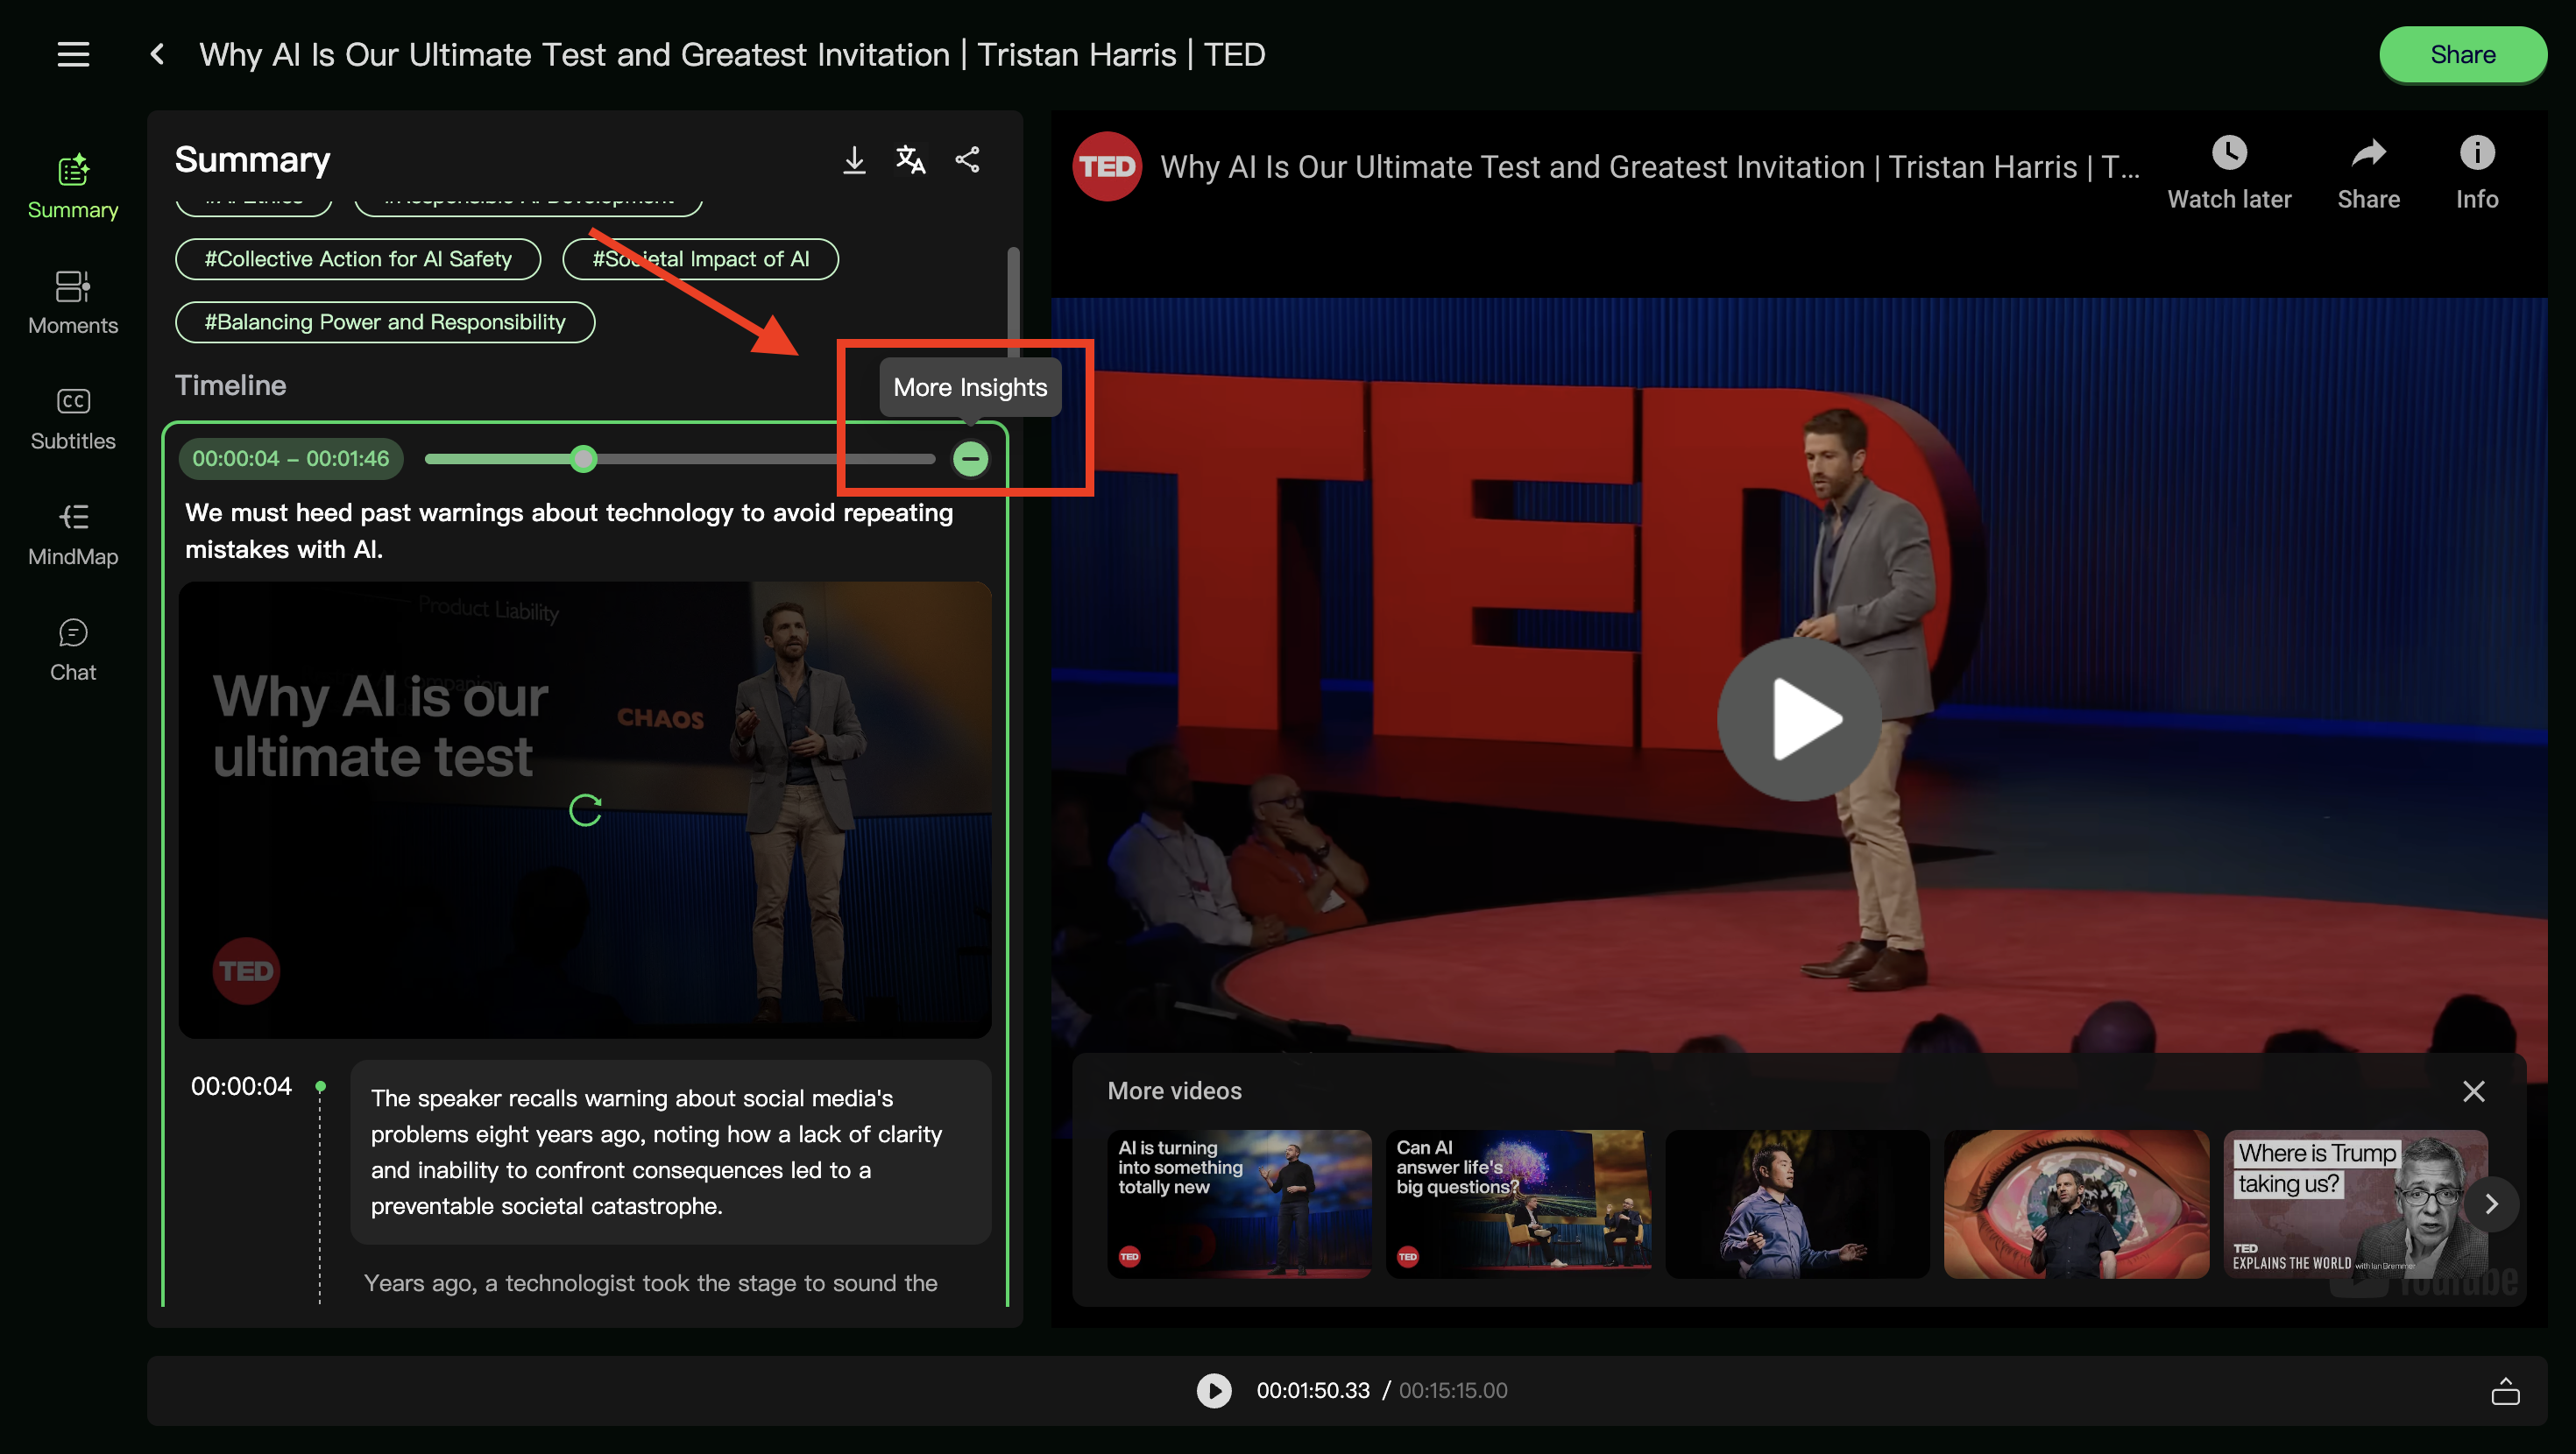 Why AI Is Our Ultimate Test and Greatest Invitation | Tristan Harris | TED
Share
Summary
Moments
Subtitles
MindMap
Chat
Summary
#Collective Action for AI Safety
#Societal Impact of AI
#Balancing Power and Responsibility
Timeline
More Insights
00:00:04 – 00:01:46
We must heed past warnings about technology to avoid repeating
mistakes with AI.
Product Liability
Why AI is our
ultimate test
CHAOS
TED
00:00:04
The speaker recalls warning about social media's
problems eight years ago, noting how a lack of clarity
and inability to confront consequences led to a
preventable societal catastrophe.
Years ago, a technologist took the stage to sound the
TED
Why AI Is Our Ultimate Test and Greatest Invitation | Tristan Harris | T...
Watch later
Share
Info
TED
More videos
AI is turning
into something
totally new
TED
Can AI
answer life's
big questions?
TED
Where is Trump
taking us?
TED
EXPLAINS THE WORLD with Ian Bremmer
YouTube
00:01:50.33 / 00:15:15.00